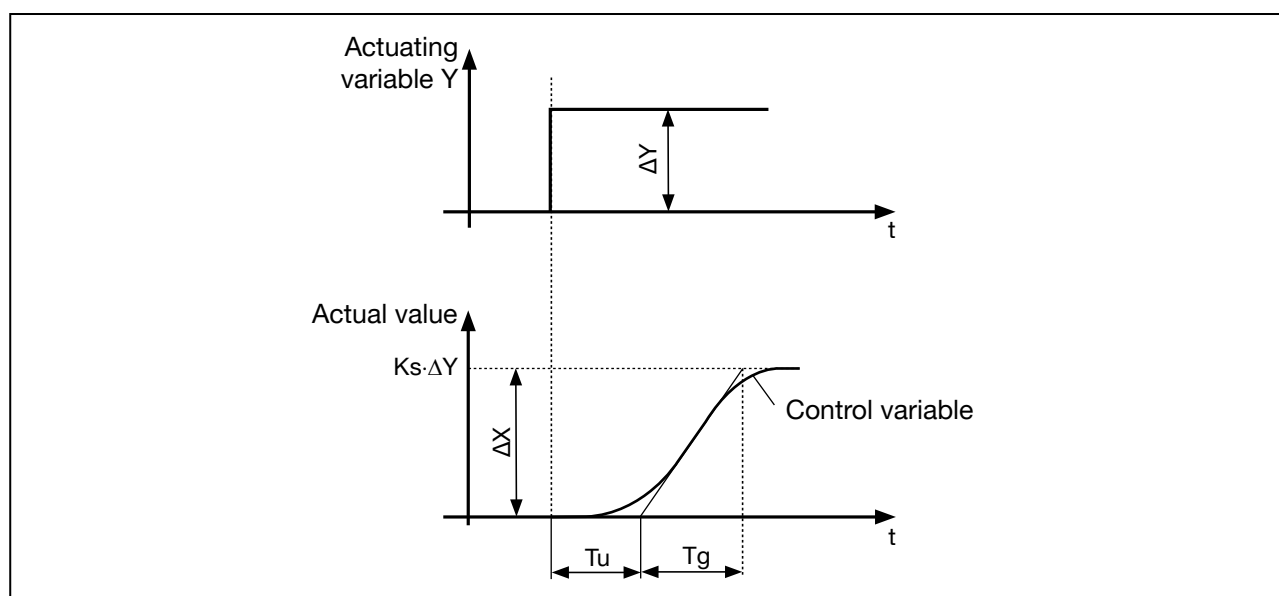 Actuating
variable Y
ΔY
t
Actual value
Ks·ΔY
ΔX
Control variable
t
Tu
Tg